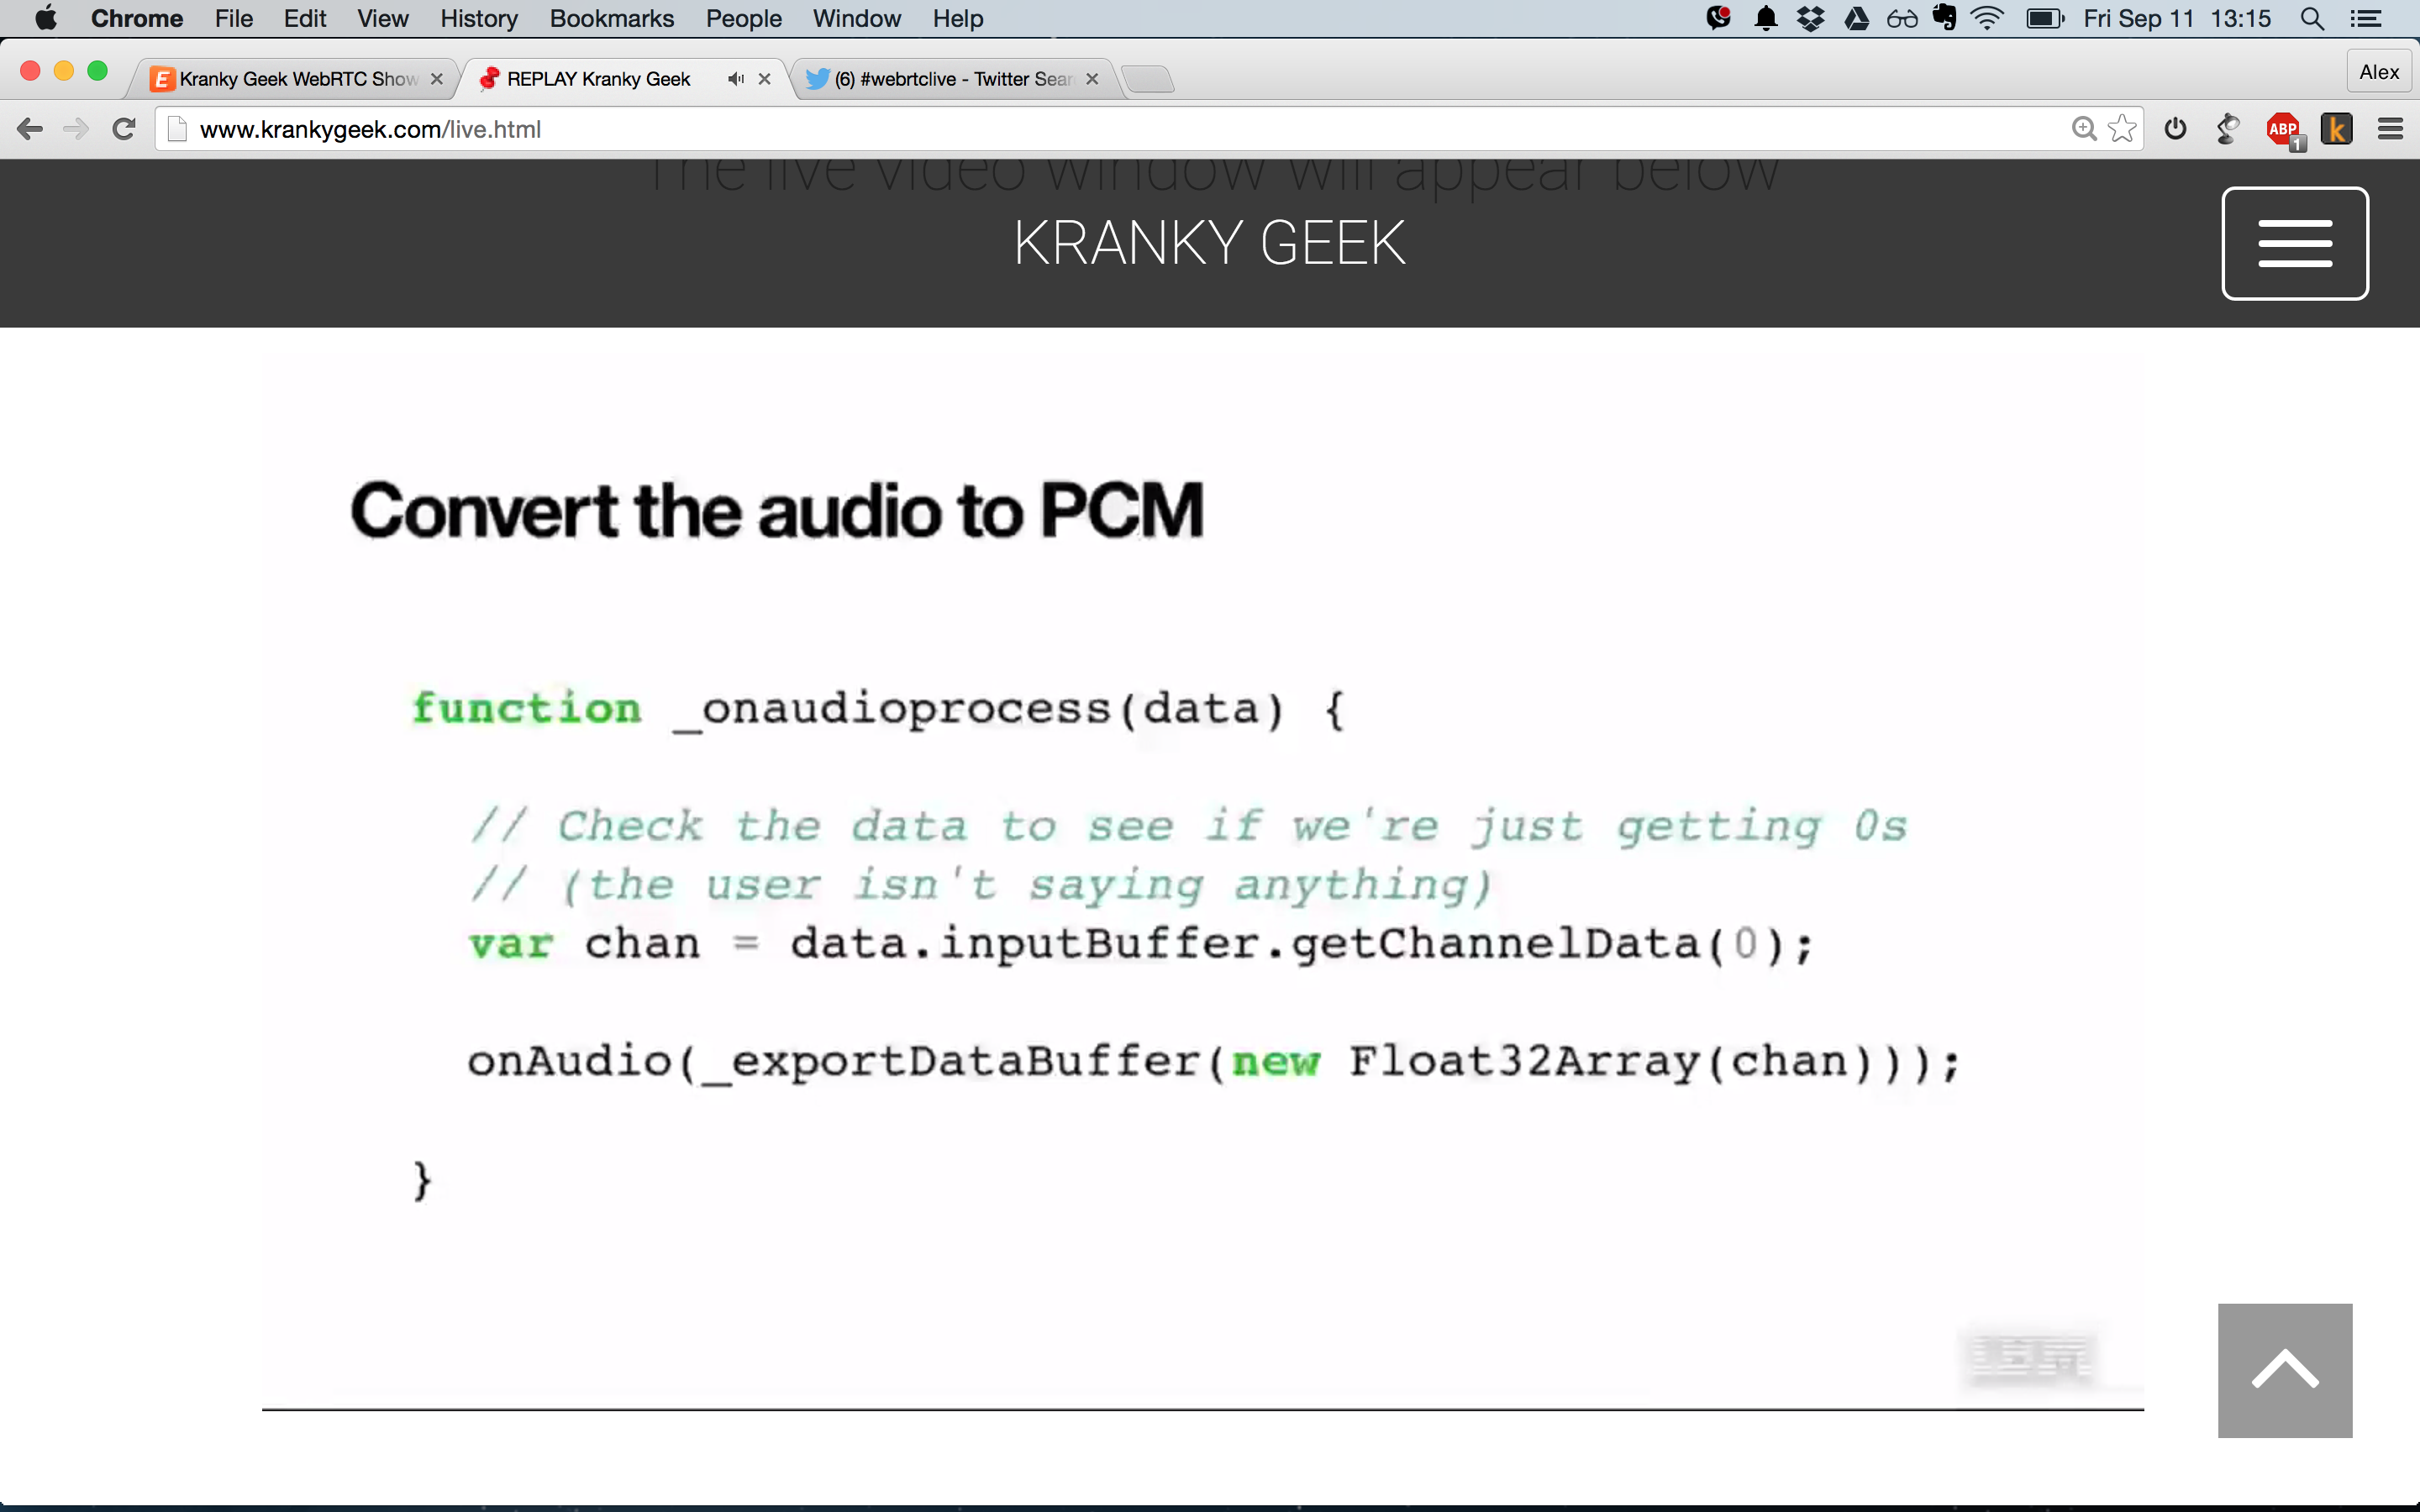 Chrome File Edit View History Bookmarks People Window Help Fri Sep 11 13:15
Kranky Geek WebRTC Show REPLAY Kranky Geek (6) #webrtclive - Twitter Sear Alex
www.krankygeek.com/live.html ABP 1 k
The live video window will appear below
KRANKY GEEK
Convert the audio to PCM
function _onaudioprocess(data) {
// Check the data to see if we're just getting 0s
// (the user isn't saying anything)
var chan = data.inputBuffer.getChannelData(0);
onAudio(_exportDataBuffer(new Float32Array(chan)));
}